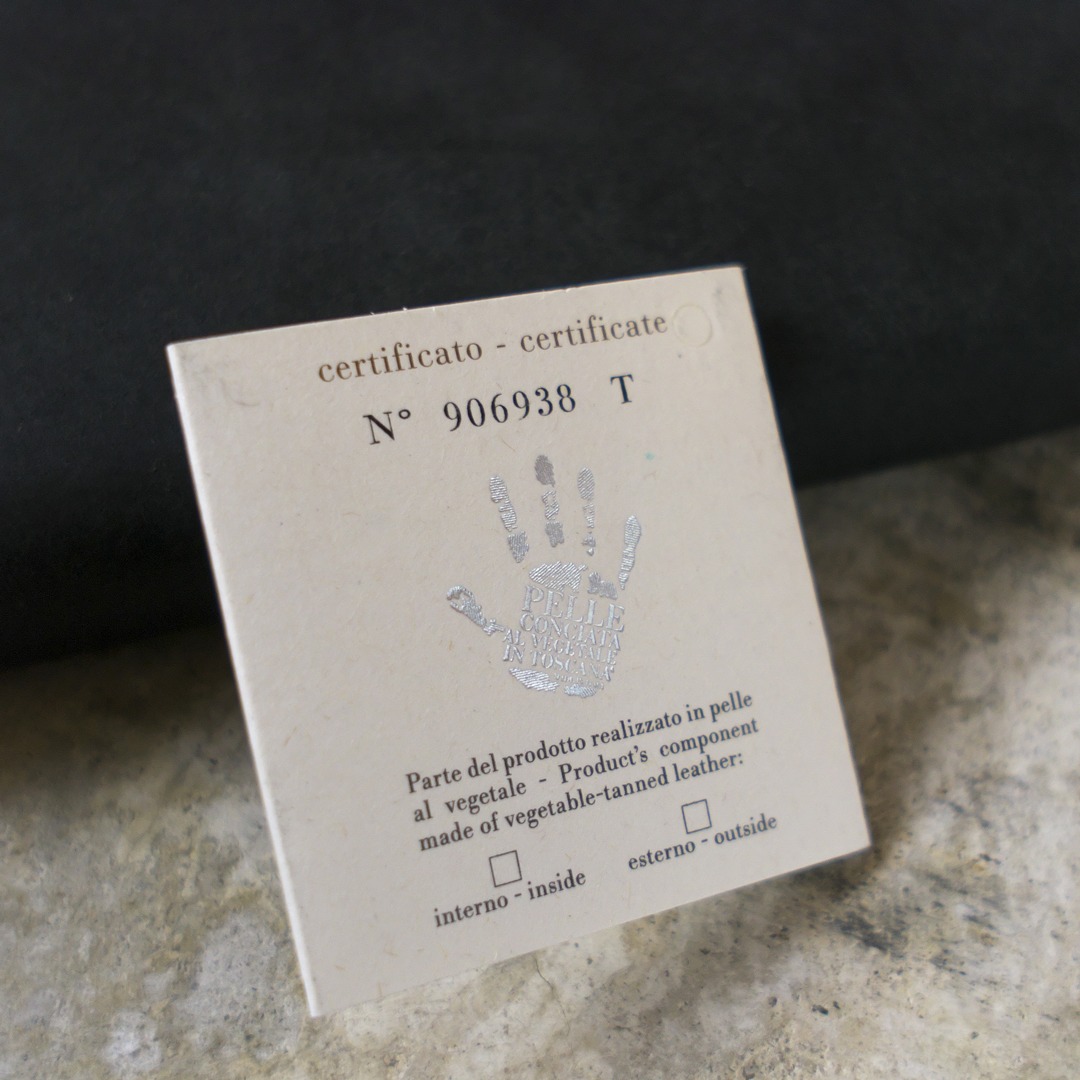 certificato - certificate
N° 906938 T
PELLE
CONCIATA
AL VEGETALE
IN TOSCANA
Parte del prodotto realizzato in pelle
al vegetale - Product's component
made of vegetable-tanned leather:
interno - inside
esterno - outside